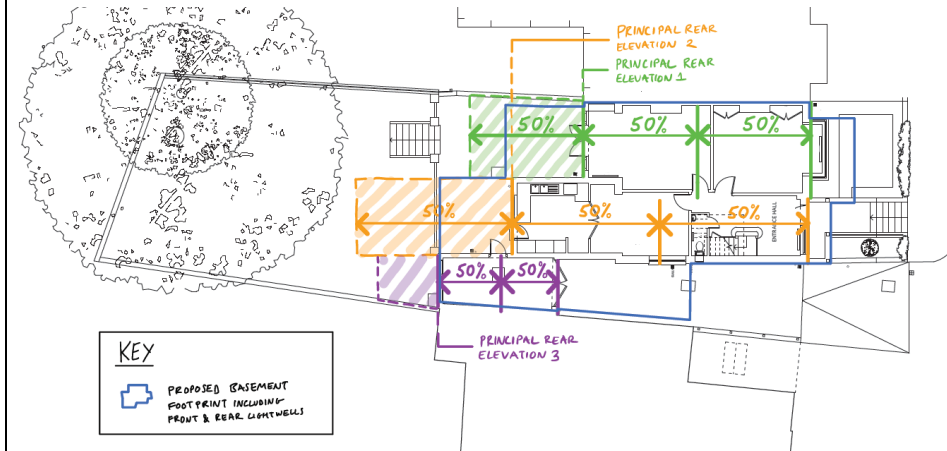 PRINCIPAL REAR
ELEVATION 2
PRINCIPAL REAR
ELEVATION 1
50%
50%
50%
50%
50%
50%
ENTRANCE HALL
50%
50%
PRINCIPAL REAR
ELEVATION 3
KEY
PROPOSED BASEMENT
FOOTPRINT INCLUDING
FRONT & REAR LIGHTWELLS